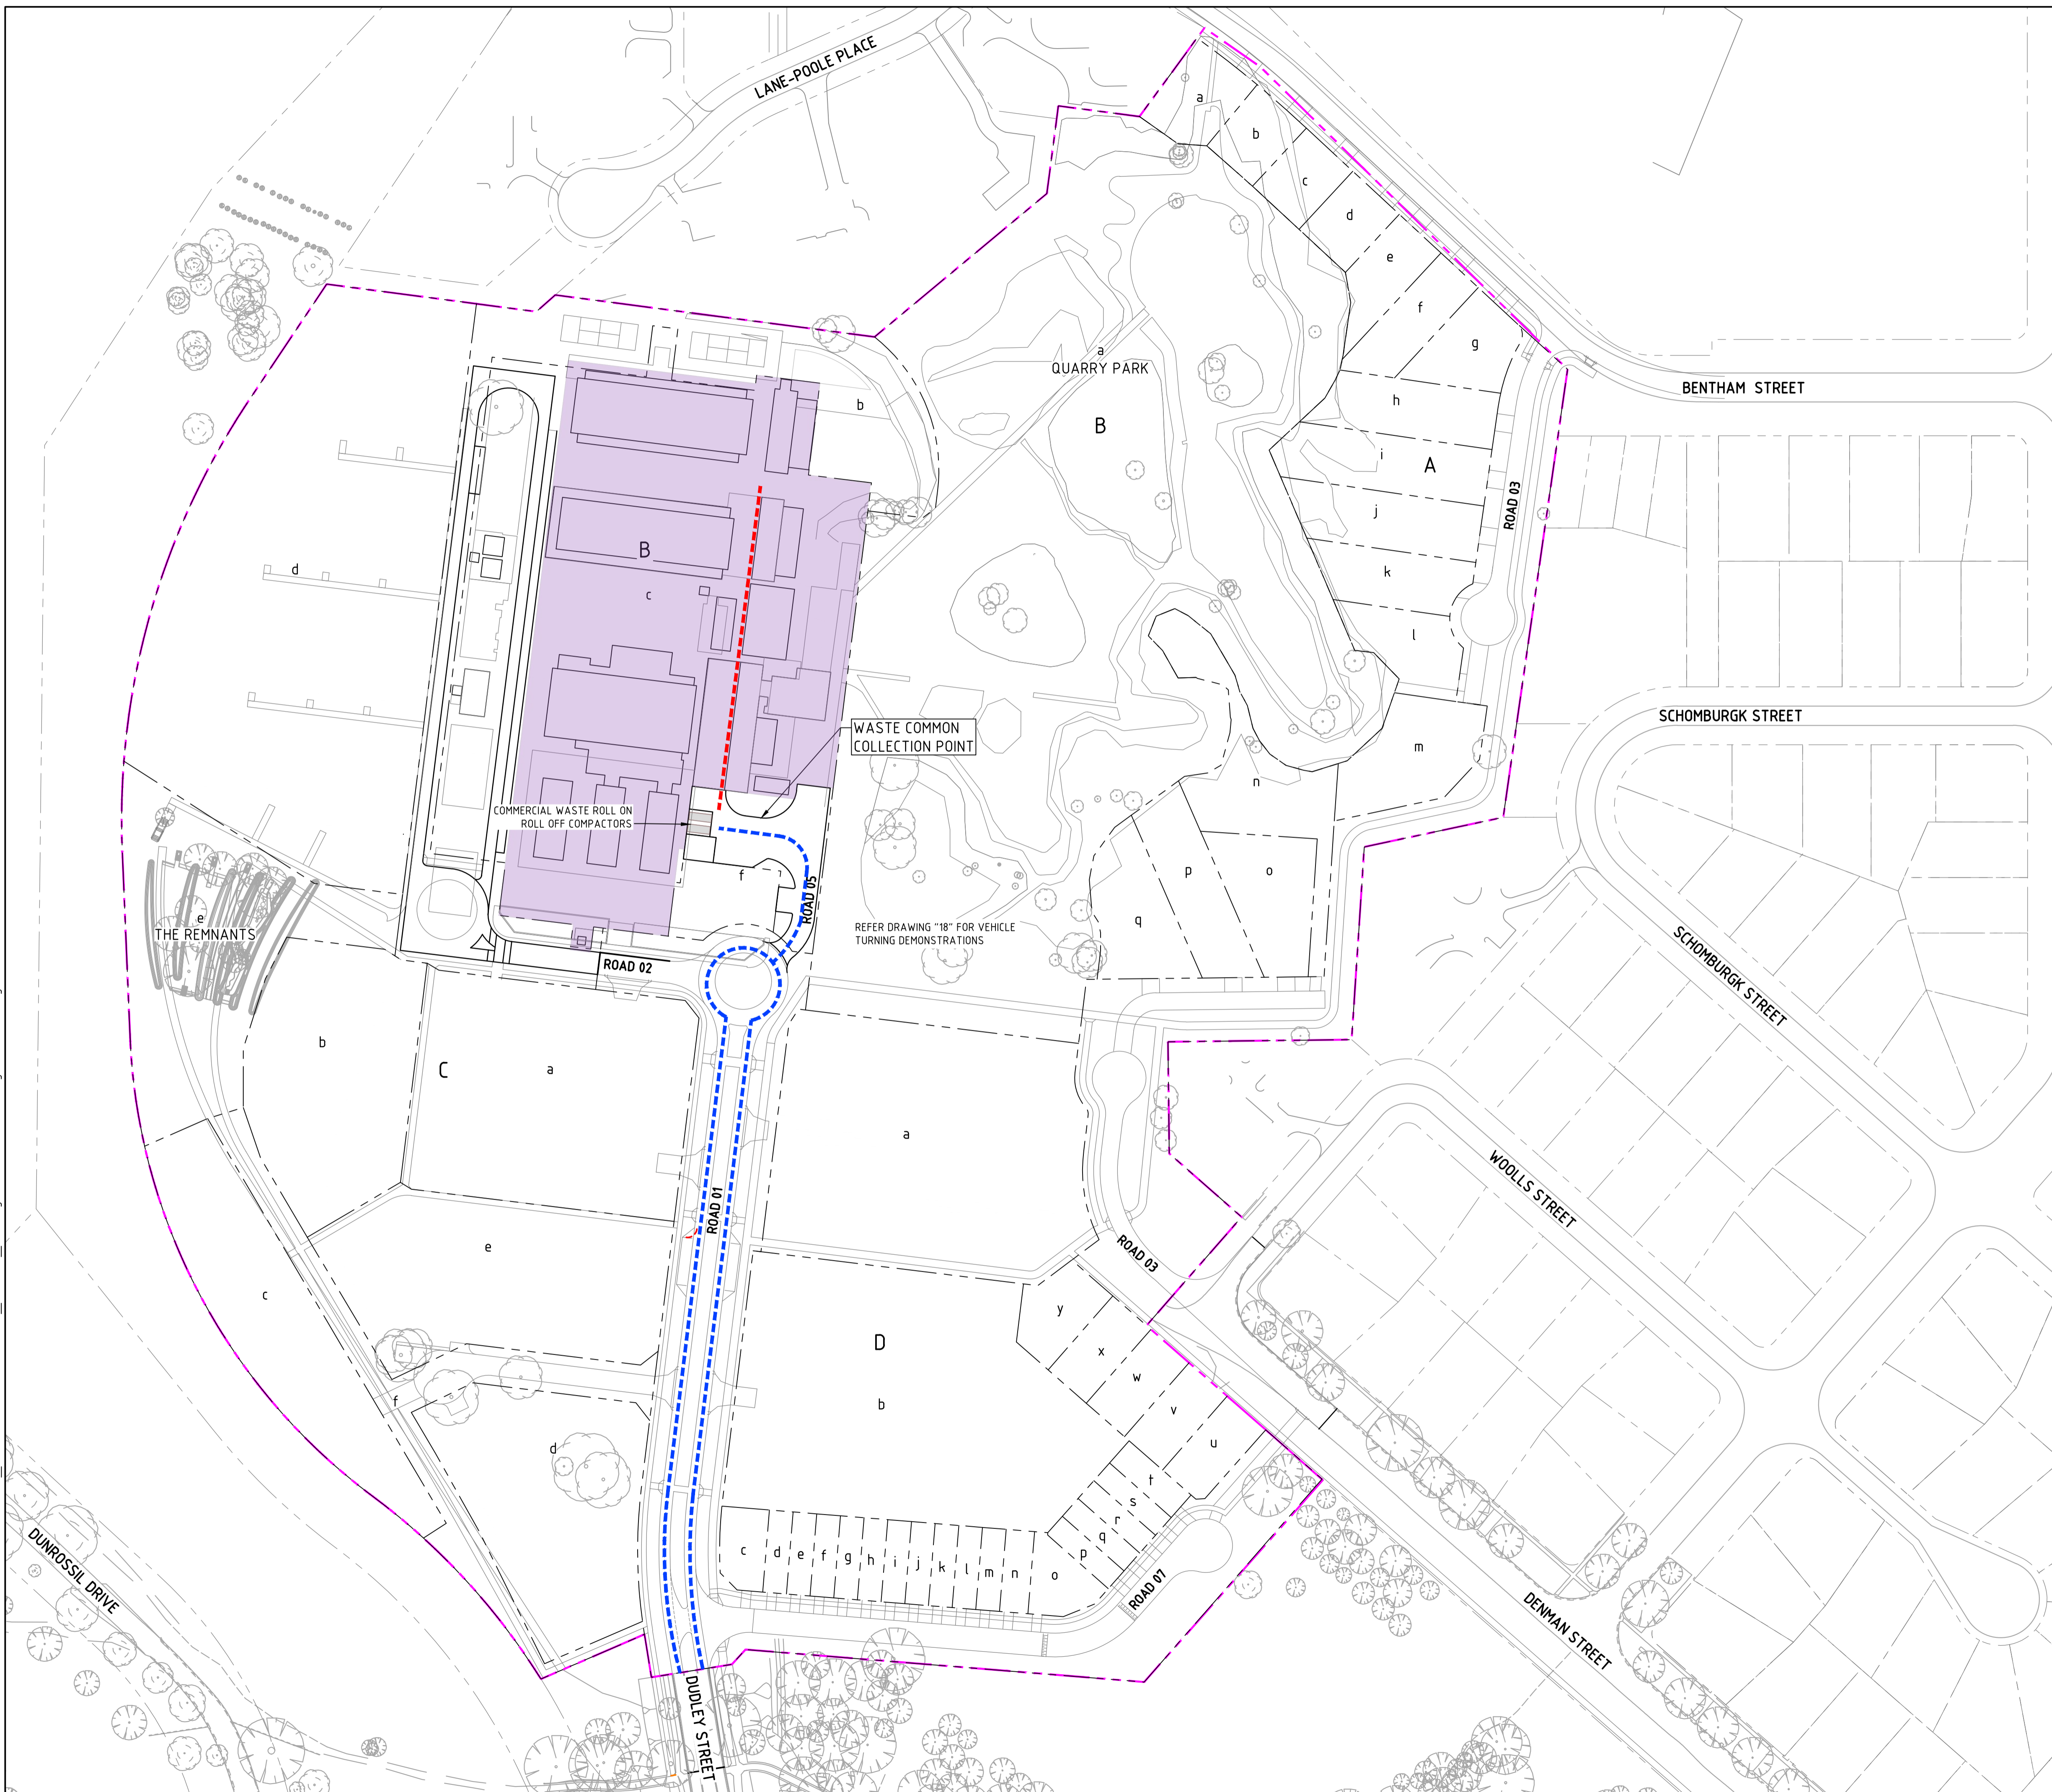 LANE-POOLE PLACE
a
b
c
d
e
f
g
h
i
A
j
k
l
m
ROAD 03
BENTHAM STREET
SCHOMBURGK STREET
a
QUARRY PARK
B
b
B
c
d
WASTE COMMON
COLLECTION POINT
COMMERCIAL WASTE ROLL ON
ROLL OFF COMPACTORS
f
ROAD 05
n
p
o
q
REFER DRAWING "18" FOR VEHICLE
TURNING DEMONSTRATIONS
e
THE REMNANTS
ROAD 02
SCHOMBURGK STREET
b
C
a
a
ROAD 01
WOOLLS STREET
e
c
ROAD 03
y
x
w
v
u
D
b
f
d
t
s
r
q
p
c
d
e
f
g
h
i
j
k
l
m
n
o
ROAD 07
DUNROSSIL DRIVE
DENMAN STREET
DUDLEY STREET